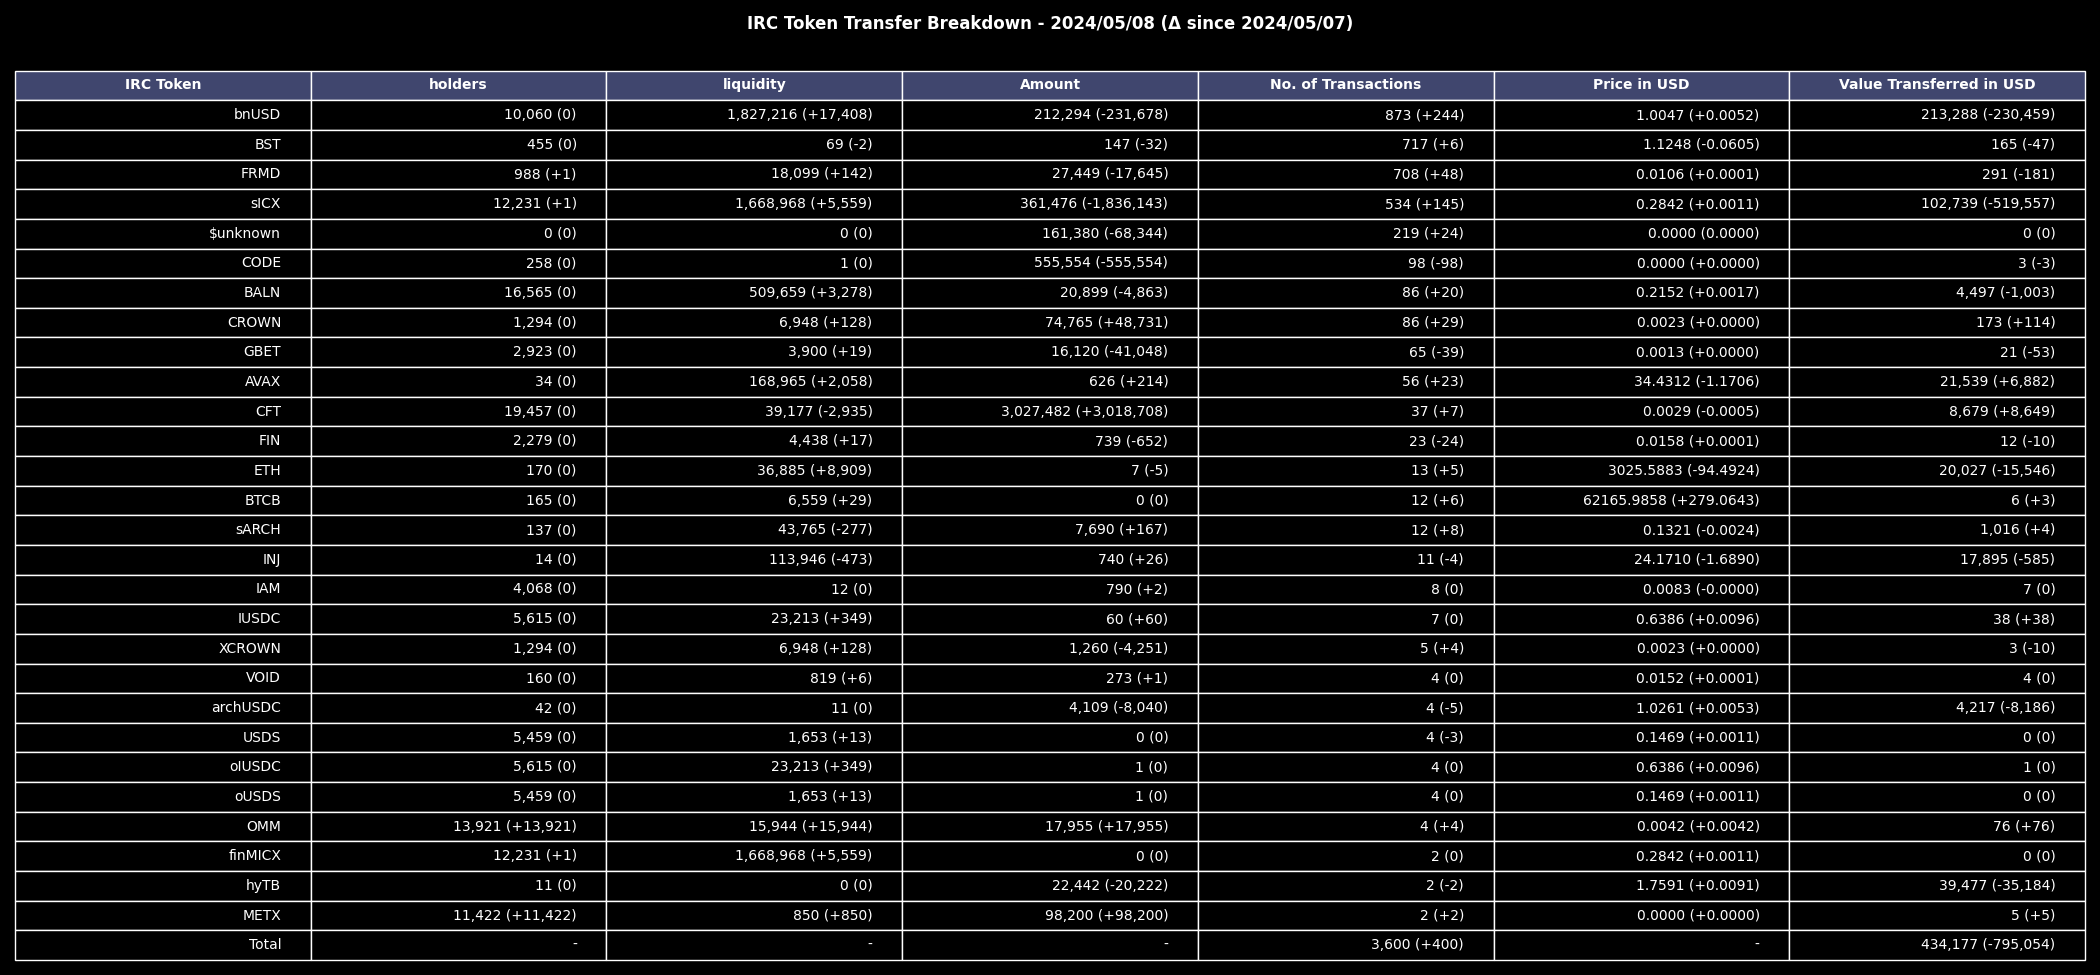 IRC Token Transfer Breakdown - 2024/05/08 (Δ since 2024/05/07)
IRC Token holders liquidity Amount No. of Transactions Price in USD Value Transferred in USD
bnUSD 10,060 (0) 1,827,216 (+17,408) 212,294 (-231,678) 873 (+244) 1.0047 (+0.0052) 213,288 (-230,459)
BST 455 (0) 69 (-2) 147 (-32) 717 (+6) 1.1248 (-0.0605) 165 (-47)
FRMD 988 (+1) 18,099 (+142) 27,449 (-17,645) 708 (+48) 0.0106 (+0.0001) 291 (-181)
sICX 12,231 (+1) 1,668,968 (+5,559) 361,476 (-1,836,143) 534 (+145) 0.2842 (+0.0011) 102,739 (-519,557)
$unknown 0 (0) 0 (0) 161,380 (-68,344) 219 (+24) 0.0000 (0.0000) 0 (0)
CODE 258 (0) 1 (0) 555,554 (-555,554) 98 (-98) 0.0000 (+0.0000) 3 (-3)
BALN 16,565 (0) 509,659 (+3,278) 20,899 (-4,863) 86 (+20) 0.2152 (+0.0017) 4,497 (-1,003)
CROWN 1,294 (0) 6,948 (+128) 74,765 (+48,731) 86 (+29) 0.0023 (+0.0000) 173 (+114)
GBET 2,923 (0) 3,900 (+19) 16,120 (-41,048) 65 (-39) 0.0013 (+0.0000) 21 (-53)
AVAX 34 (0) 168,965 (+2,058) 626 (+214) 56 (+23) 34.4312 (-1.1706) 21,539 (+6,882)
CFT 19,457 (0) 39,177 (-2,935) 3,027,482 (+3,018,708) 37 (+7) 0.0029 (-0.0005) 8,679 (+8,649)
FIN 2,279 (0) 4,438 (+17) 739 (-652) 23 (-24) 0.0158 (+0.0001) 12 (-10)
ETH 170 (0) 36,885 (+8,909) 7 (-5) 13 (+5) 3025.5883 (-94.4924) 20,027 (-15,546)
BTCB 165 (0) 6,559 (+29) 0 (0) 12 (+6) 62165.9858 (+279.0643) 6 (+3)
sARCH 137 (0) 43,765 (-277) 7,690 (+167) 12 (+8) 0.1321 (-0.0024) 1,016 (+4)
INJ 14 (0) 113,946 (-473) 740 (+26) 11 (-4) 24.1710 (-1.6890) 17,895 (-585)
IAM 4,068 (0) 12 (0) 790 (+2) 8 (0) 0.0083 (-0.0000) 7 (0)
IUSDC 5,615 (0) 23,213 (+349) 60 (+60) 7 (0) 0.6386 (+0.0096) 38 (+38)
XCROWN 1,294 (0) 6,948 (+128) 1,260 (-4,251) 5 (+4) 0.0023 (+0.0000) 3 (-10)
VOID 160 (0) 819 (+6) 273 (+1) 4 (0) 0.0152 (+0.0001) 4 (0)
archUSDC 42 (0) 11 (0) 4,109 (-8,040) 4 (-5) 1.0261 (+0.0053) 4,217 (-8,186)
USDS 5,459 (0) 1,653 (+13) 0 (0) 4 (-3) 0.1469 (+0.0011) 0 (0)
oIUSDC 5,615 (0) 23,213 (+349) 1 (0) 4 (0) 0.6386 (+0.0096) 1 (0)
oUSDS 5,459 (0) 1,653 (+13) 1 (0) 4 (0) 0.1469 (+0.0011) 0 (0)
OMM 13,921 (+13,921) 15,944 (+15,944) 17,955 (+17,955) 4 (+4) 0.0042 (+0.0042) 76 (+76)
finMICX 12,231 (+1) 1,668,968 (+5,559) 0 (0) 2 (0) 0.2842 (+0.0011) 0 (0)
hyTB 11 (0) 0 (0) 22,442 (-20,222) 2 (-2) 1.7591 (+0.0091) 39,477 (-35,184)
METX 11,422 (+11,422) 850 (+850) 98,200 (+98,200) 2 (+2) 0.0000 (+0.0000) 5 (+5)
Total - - - 3,600 (+400) - 434,177 (-795,054)